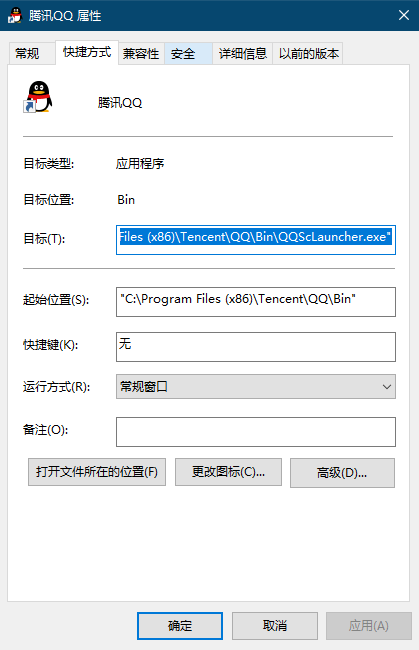 腾讯QQ 属性
常规 快捷方式 兼容性 安全 详细信息 以前的版本
腾讯QQ
目标类型: 应用程序
目标位置: Bin
目标(T): Files (x86)\Tencent\QQ\Bin\QQScLauncher.exe"
起始位置(S): "C:\Program Files (x86)\Tencent\QQ\Bin"
快捷键(K): 无
运行方式(R): 常规窗口
备注(O):
打开文件所在的位置(F) 更改图标(C)... 高级(D)...
确定 取消 应用(A)